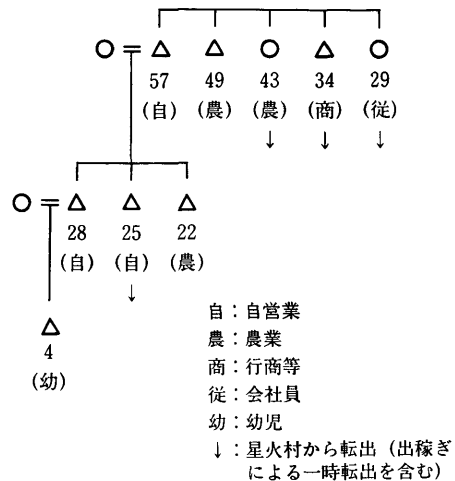 57 49 43 34 29
(自) (農) (農) (商) (従)
↓ ↓ ↓
28 25 22
(自) (自) (農)
↓
4
(幼)
自：自営業
農：農業
商：行商等
従：会社員
幼：幼児
↓：星火村から転出（出稼ぎ
による一時転出を含む）